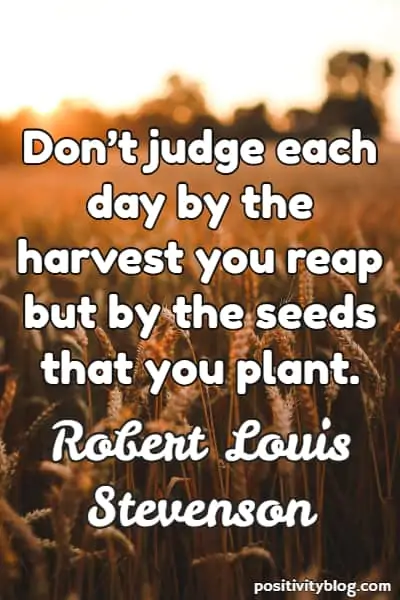 Don't judge each
day by the
harvest you reap
but by the seeds
that you plant.
Robert Louis
Stevenson
positivityblog.com